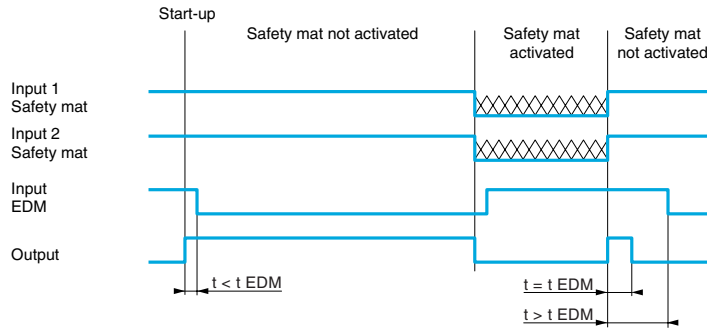 Start-up
Safety mat not activated
Safety mat
activated
Safety mat
not activated
Input 1
Safety mat
Input 2
Safety mat
Input
EDM
Output
t < t EDM
t = t EDM
t > t EDM